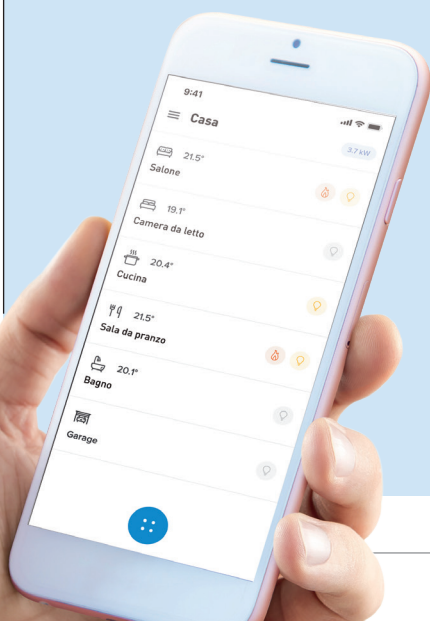 9:41
Casa
3.7 kW
21.5°
Salone
19.1°
Camera da letto
20.4°
Cucina
21.5°
Sala da pranzo
20.1°
Bagno
Garage